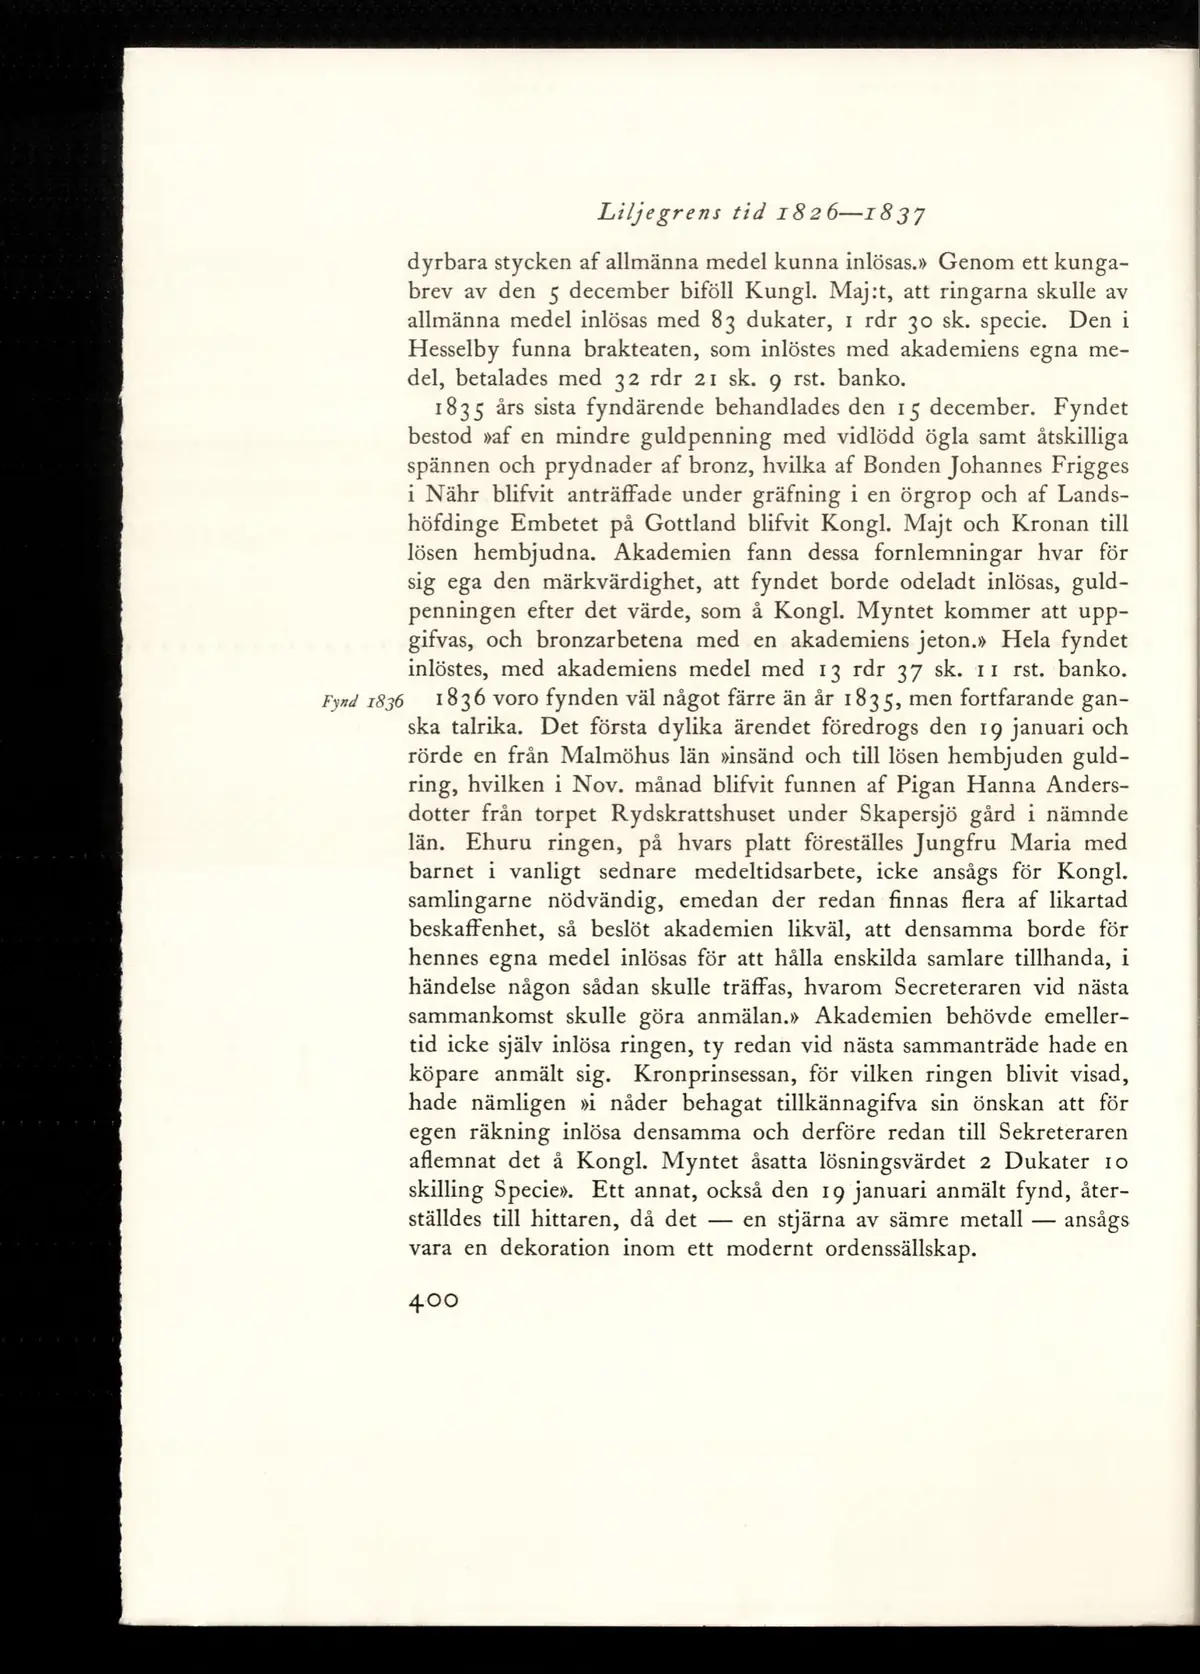 Liljegrens tid 1826—1837
dyrbara stycken af allmänna medel kunna inlösas.» Genom ett kunga-
brev av den 5 december biföll Kungl. Maj:t, att ringarna skulle av
allmänna medel inlösas med 83 dukater, 1 rdr 30 sk. specie. Den i
Hesselby funna brakteaten, som inlöstes med akademiens egna me-
del, betalades med 32 rdr 21 sk. 9 rst. banko.
1835 års sista fyndärende behandlades den 15 december. Fyndet
bestod »af en mindre guldpenning med vidlödd ögla samt åtskilliga
spännen och prydnader af bronz, hvilka af Bonden Johannes Frigges
i Nähr blifvit anträffade under gräfning i en örgrop och af Lands-
höfdinge Embetet på Gottland blifvit Kongl. Majt och Kronan till
lösen hembjudna. Akademien fann dessa fornlemningar hvar för
sig ega den märkvärdighet, att fyndet borde odeladt inlösas, guld-
penningen efter det värde, som å Kongl. Myntet kommer att upp-
gifvas, och bronzarbetena med en akademiens jeton.» Hela fyndet
inlöstes, med akademiens medel med 13 rdr 37 sk. 11 rst. banko.
Fynd 1836 1836 voro fynden väl något färre än år 1835, men fortfarande gan-
ska talrika. Det första dylika ärendet föredrogs den 19 januari och
rörde en från Malmöhus län »insänd och till lösen hembjuden guld-
ring, hvilken i Nov. månad blifvit funnen af Pigan Hanna Anders-
dotter från torpet Rydskrattshuset under Skapersjö gård i nämnde
län. Ehuru ringen, på hvars platt föreställes Jungfru Maria med
barnet i vanligt sednare medeltidsarbete, icke ansågs för Kongl.
samlingarne nödvändig, emedan der redan finnas flera af likartad
beskaffenhet, så beslöt akademien likväl, att densamma borde för
hennes egna medel inlösas för att hålla enskilda samlare tillhanda, i
händelse någon sådan skulle träffas, hvarom Secreteraren vid nästa
sammankomst skulle göra anmälan.» Akademien behövde emeller-
tid icke själv inlösa ringen, ty redan vid nästa sammanträde hade en
köpare anmält sig. Kronprinsessan, för vilken ringen blivit visad,
hade nämligen »i nåder behagat tillkännagifva sin önskan att för
egen räkning inlösa densamma och derföre redan till Sekreteraren
aflemnat det å Kongl. Myntet åsatta lösningsvärdet 2 Dukater 10
skilling Specie». Ett annat, också den 19 januari anmält fynd, åter-
ställdes till hittaren, då det — en stjärna av sämre metall — ansågs
vara en dekoration inom ett modernt ordenssällskap.
400